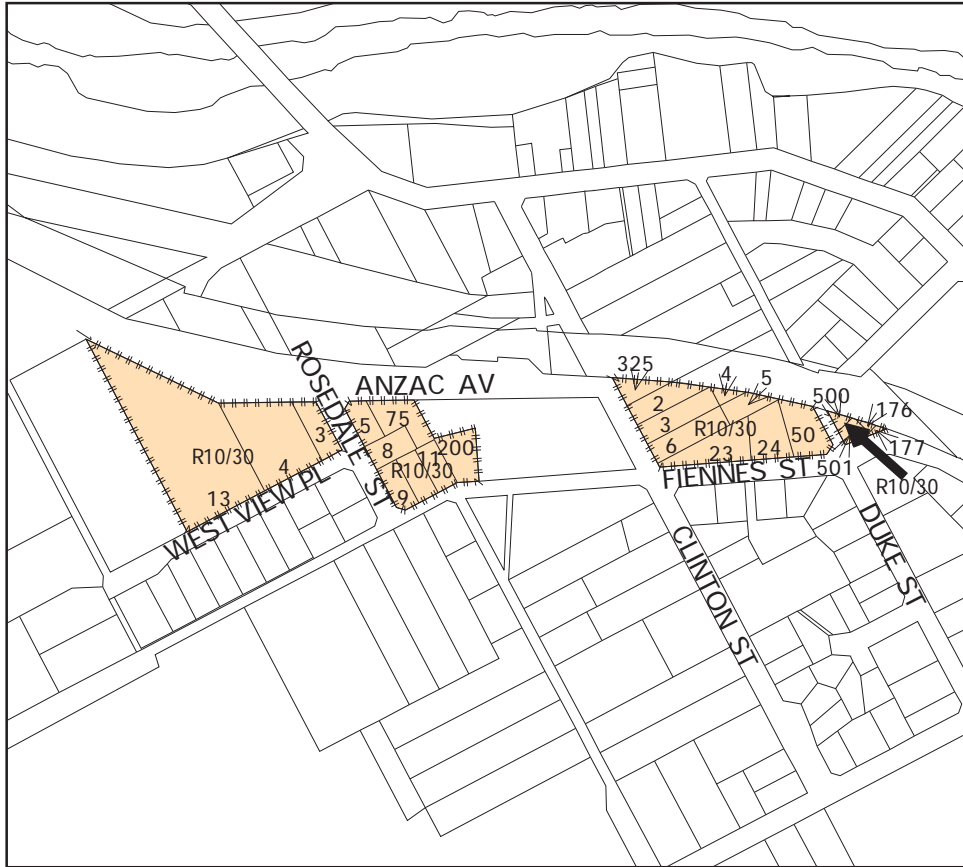 325
4
5
500
176
177
501
R10/30
2
3
6
R10/30
23
24
50
FIENNES ST
ROSEDALE ST
ANZAC AV
5
75
8
11
200
R10/30
9
3
R10/30
4
13
WEST VIEW PL
CLINTON ST
DUKE ST